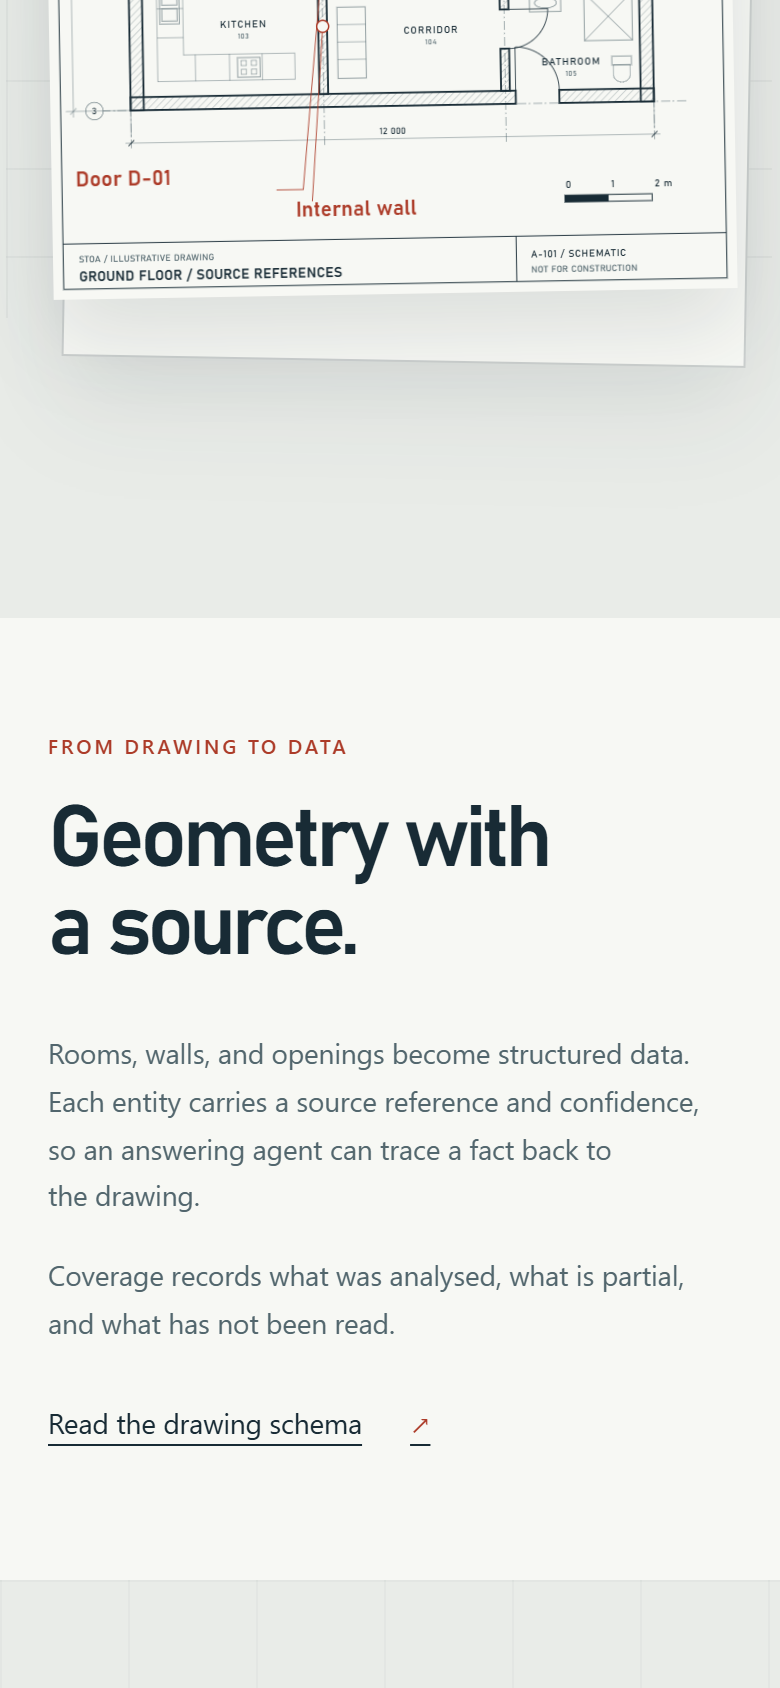 KITCHEN
103
CORRIDOR
104
BATHROOM
105
3
12 000
Door D-01
Internal wall
0 1 2 m
STOA / ILLUSTRATIVE DRAWING
GROUND FLOOR / SOURCE REFERENCES
A-101 / SCHEMATIC
NOT FOR CONSTRUCTION
FROM DRAWING TO DATA
Geometry with
a source.
Rooms, walls, and openings become structured data.
Each entity carries a source reference and confidence,
so an answering agent can trace a fact back to
the drawing.
Coverage records what was analysed, what is partial,
and what has not been read.
Read the drawing schema ↗